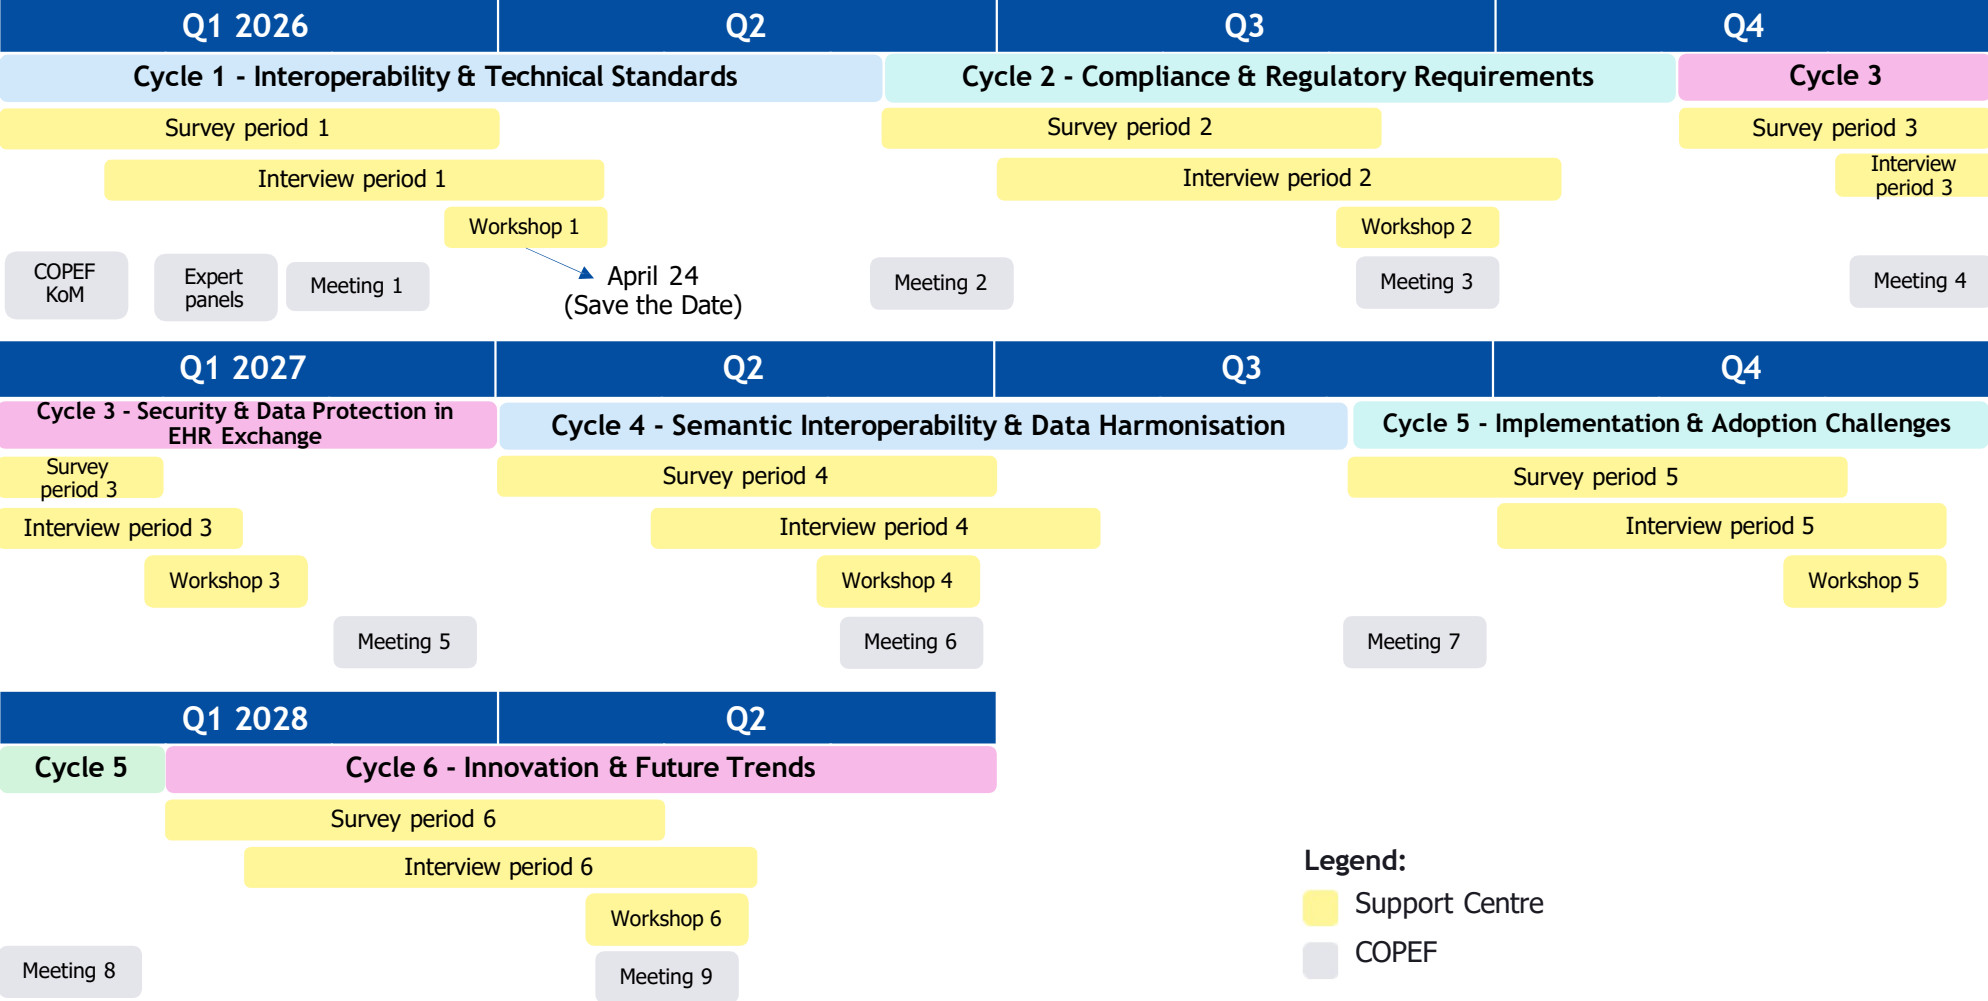 Q1 2026
Q2
Q3
Q4
Cycle 1 - Interoperability & Technical Standards
Cycle 2 - Compliance & Regulatory Requirements
Cycle 3
Survey period 1
Survey period 2
Survey period 3
Interview period 1
Interview period 2
Interview
period 3
Workshop 1
Workshop 2
COPEF
KoM
Expert
panels
Meeting 1
April 24
(Save the Date)
Meeting 2
Meeting 3
Meeting 4
Q1 2027
Q2
Q3
Q4
Cycle 3 - Security & Data Protection in
EHR Exchange
Cycle 4 - Semantic Interoperability & Data Harmonisation
Cycle 5 - Implementation & Adoption Challenges
Survey
period 3
Survey period 4
Survey period 5
Interview period 3
Interview period 4
Interview period 5
Workshop 3
Workshop 4
Workshop 5
Meeting 5
Meeting 6
Meeting 7
Q1 2028
Q2
Cycle 5
Cycle 6 - Innovation & Future Trends
Survey period 6
Interview period 6
Workshop 6
Meeting 8
Meeting 9
Legend:
Support Centre
COPEF